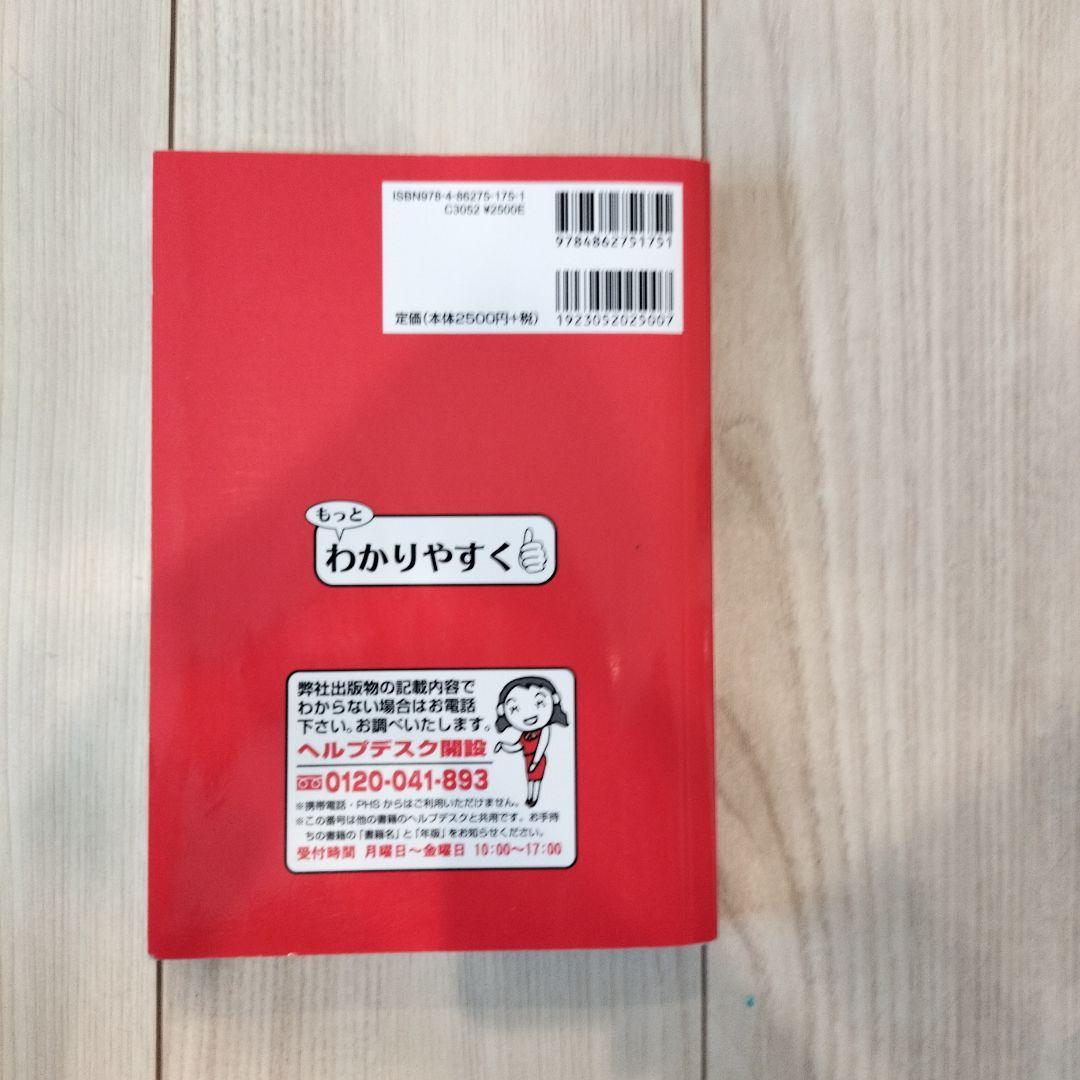 ISBN978-4-86275-175-1
C3052 ¥2500E
9784862751751
定価(本体2500円+税)
1923052025007
もっと
わかりやすく
弊社出版物の記載内容で
わからない場合はお電話
下さい。お調べいたします。
ヘルプデスク開設
0120-041-893
※携帯電話・PHSからはご利用いただけません。
※この番号は他の書籍のヘルプデスクと共用です。お手持
ちの書籍の「書籍名」と「年版」をお知らせください。
受付時間 月曜日〜金曜日 10:00〜17:00